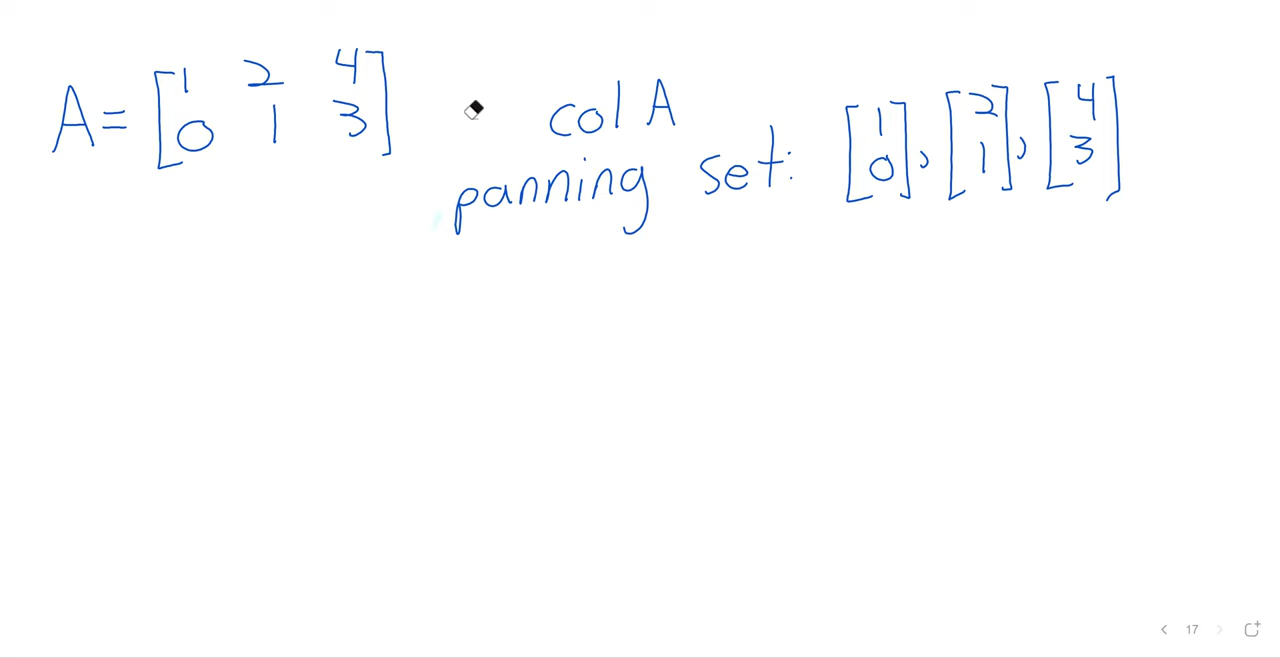 A = [1 2 4
0 1 3]
col A
panning set: [1
0], [2
1], [4
3]
17